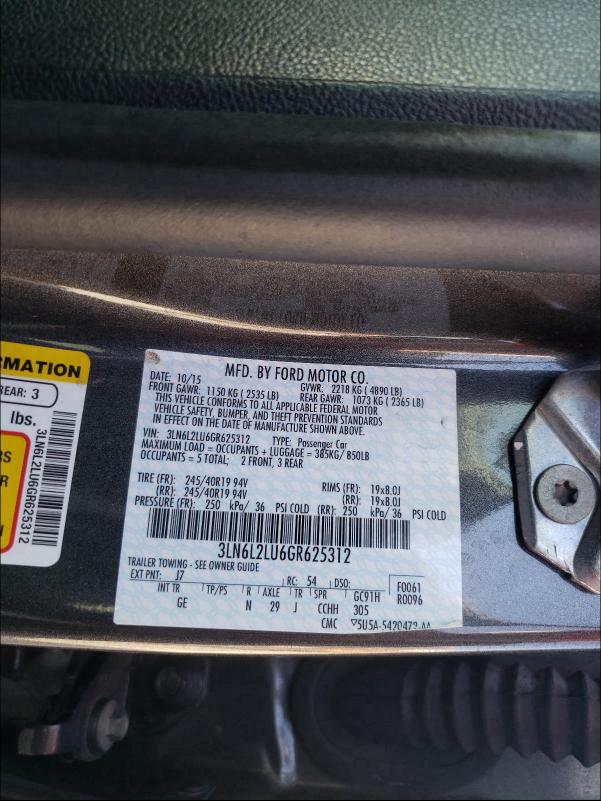 MFD. BY FORD MOTOR CO.
DATE: 10/15 GVWR: 2218 KG ( 4890 LB)
FRONT GAWR: 1150 KG ( 2535 LB) REAR GAWR: 1073 KG ( 2365 LB)
THIS VEHICLE CONFORMS TO ALL APPLICABLE FEDERAL MOTOR
VEHICLE SAFETY, BUMPER, AND THEFT PREVENTION STANDARDS
IN EFFECT ON THE DATE OF MANUFACTURE SHOWN ABOVE.
VIN: 3LN6L2LU6GR625312 TYPE: Passenger Car
MAXIMUM LOAD = OCCUPANTS + LUGGAGE = 385KG/ 850LB
OCCUPANTS = 5 TOTAL; 2 FRONT, 3 REAR
TIRE (FR): 245/40R19 94V RIMS (FR): 19x8.0J
(RR): 245/40R19 94V (RR): 19x8.0J
PRESSURE (FR): 250 kPa/ 36 PSI COLD (RR): 250 kPa/ 36 PSI COLD
3LN6L2LU6GR625312
TRAILER TOWING - SEE OWNER GUIDE
EXT PNT: J7 RC: 54 DSO: F0061
INT TR TP/PS R AXLE TR SPR GC91H R0096
GE N 29 J CCHH 305
CMC ▽5U5A-5420472-AA
RMATION
REAR: 3
lbs.
ERS
3LN6L2LU6GR625312